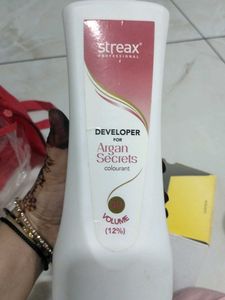 streax
PROFESSIONAL
DEVELOPER
FOR
Argan
Secrets
colourant
VOLUME
(12%)